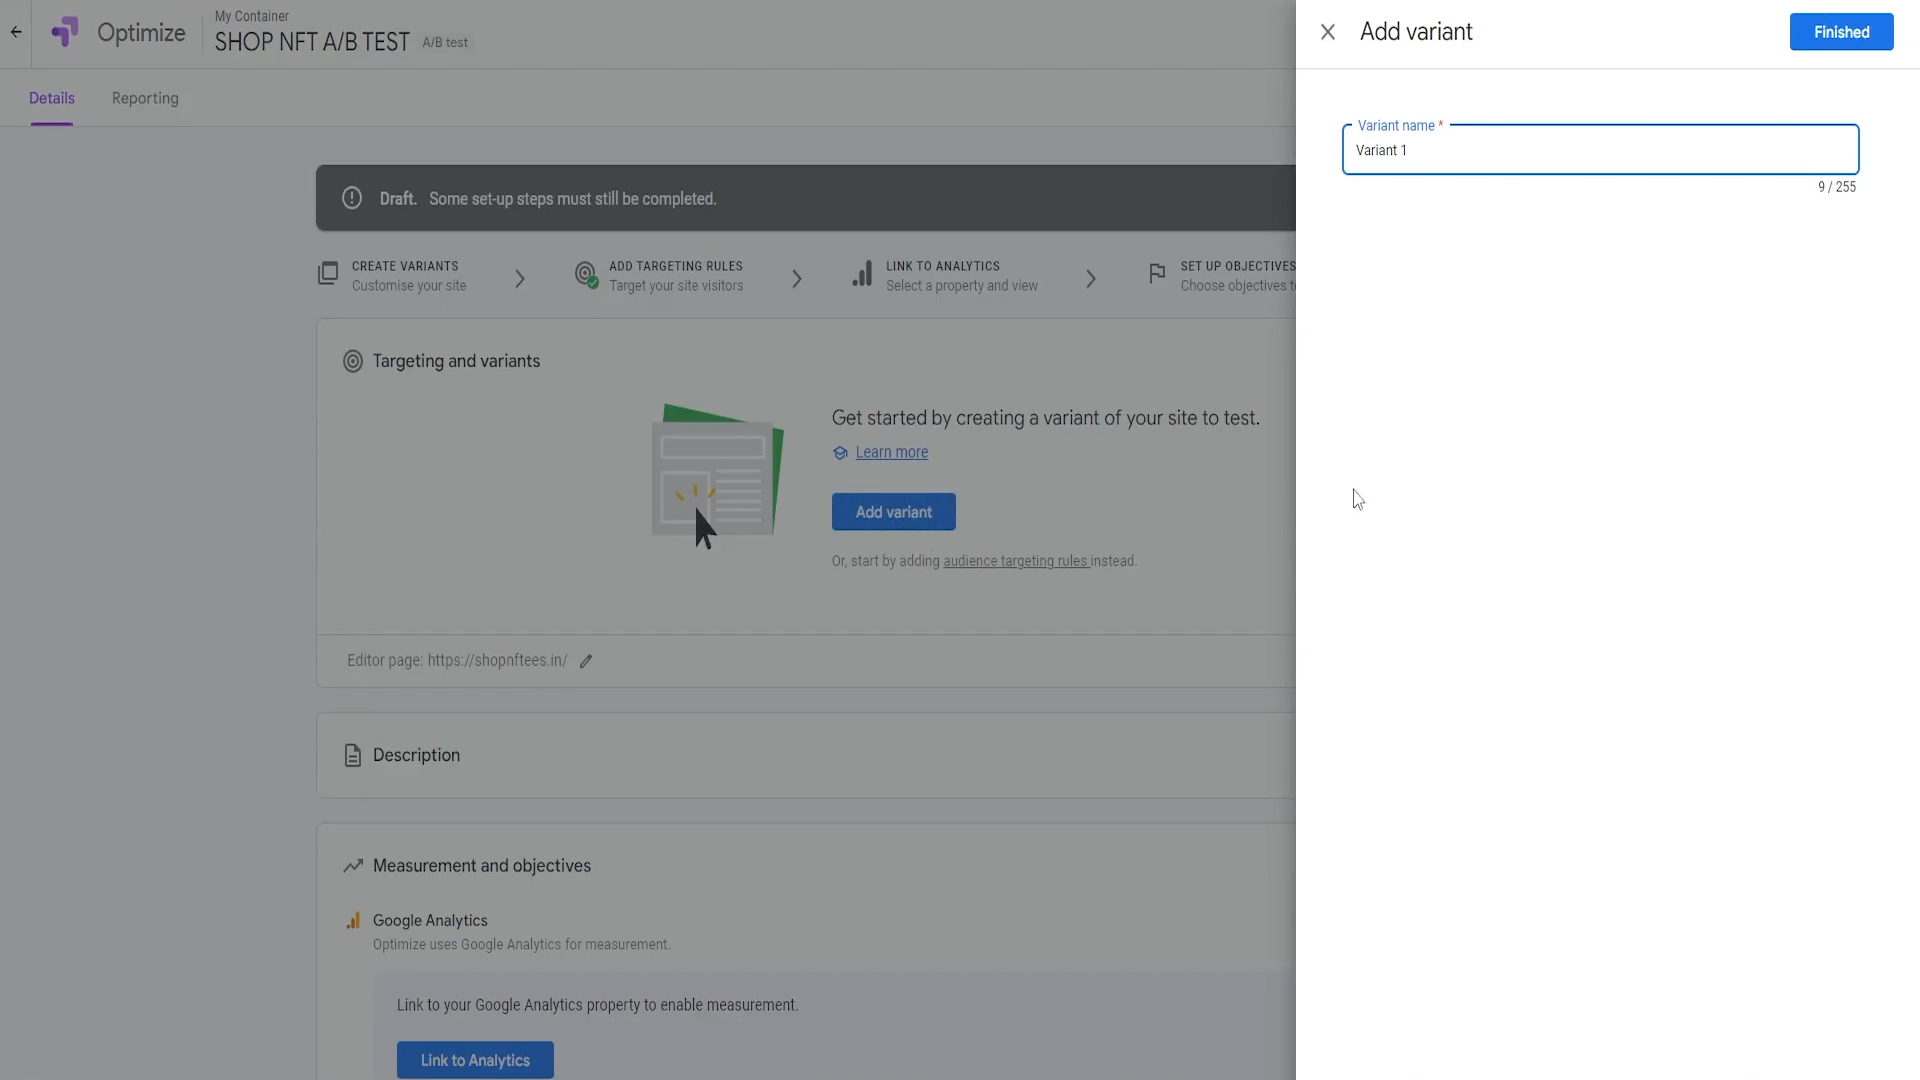 My Container
Optimize
SHOP NFT A/B TEST A/B test
Add variant
Finished
Details Reporting
Variant name *
Variant 1
9 / 255
Draft. Some set-up steps must still be completed.
CREATE VARIANTS
Customise your site
ADD TARGETING RULES
Target your site visitors
LINK TO ANALYTICS
Select a property and view
SET UP OBJECTIVES
Choose objectives
Targeting and variants
Get started by creating a variant of your site to test.
Learn more
Add variant
Or, start by adding audience targeting rules instead.
Editor page: https://shopnftees.in/
Description
Measurement and objectives
Google Analytics
Optimize uses Google Analytics for measurement.
Link to your Google Analytics property to enable measurement.
Link to Analytics